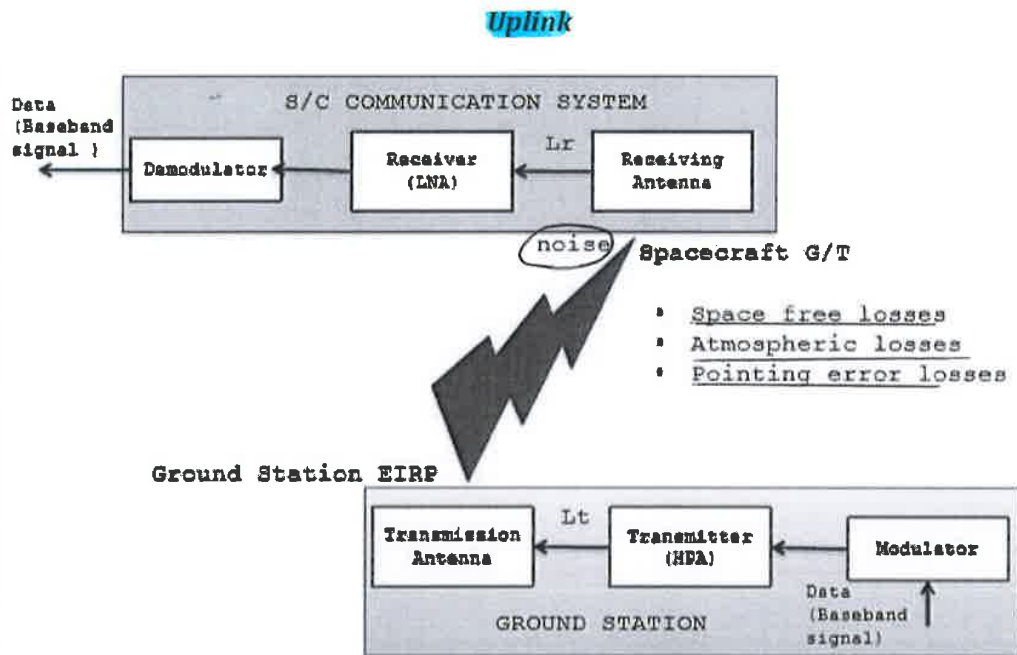 Uplink
S/C COMMUNICATION SYSTEM
Data
(Baseband
signal )
Demodulator
Receiver
(LNA)
Lr
Receiving
Antenna
noise
Spacecraft G/T
Space free losses
Atmospheric losses
Pointing error losses
Ground Station EIRP
Transmission
Antenna
Lt
Transmitter
(HPA)
Modulator
Data
(Baseband
signal)
GROUND STATION